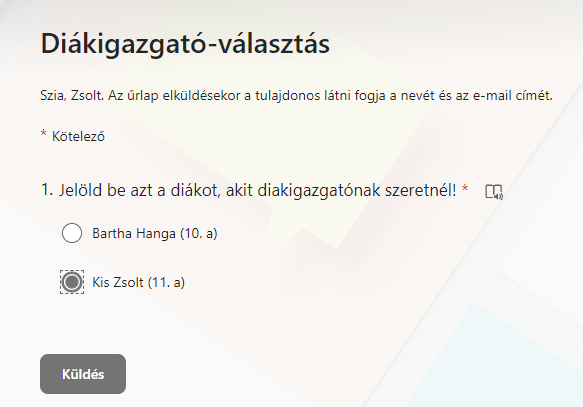 Diákigazgató-választás
Szia, Zsolt. Az űrlap elküldésekor a tulajdonos látni fogja a nevét és az e-mail címét.
* Kötelező
1. Jelöld be azt a diákot, akit diakigazgatónak szeretnél! *
Bartha Hanga (10. a)
Kis Zsolt (11. a)
Küldés